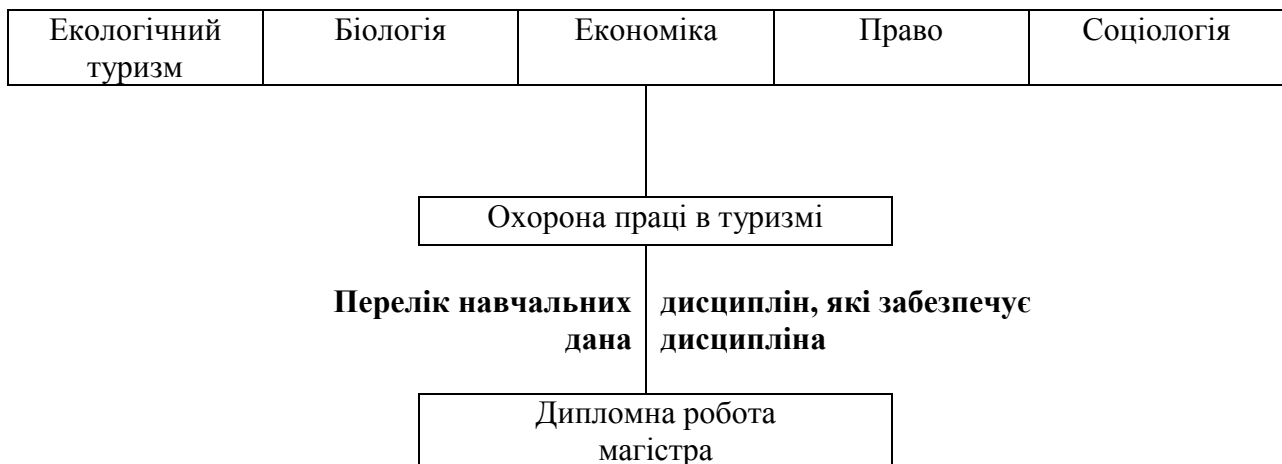 Екологічний туризм
Біологія
Економіка
Право
Соціологія
Охорона праці в туризмі
Перелік навчальних дисциплін, які забезпечує
дана дисципліна
Дипломна робота
магістра